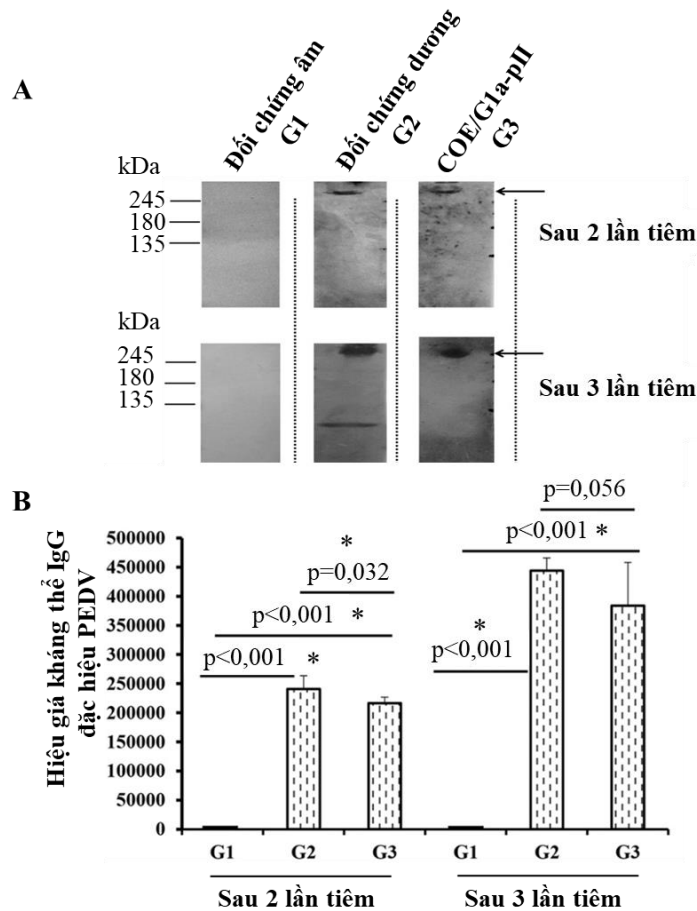 A
Đối chứng âm
G1
Đối chứng dương
G2
COE/G1a-pII
G3
kDa
245
180
135
Sau 2 lần tiêm
kDa
245
180
135
Sau 3 lần tiêm
B
Hiệu giá kháng thể IgG
đặc hiệu PEDV
500000
450000
400000
350000
300000
250000
200000
150000
100000
50000
0
*
p=0,032
p<0,001 *
p<0,001 *
p=0,056
p<0,001 *
*
p<0,001
G1 G2 G3 G1 G2 G3
Sau 2 lần tiêm Sau 3 lần tiêm